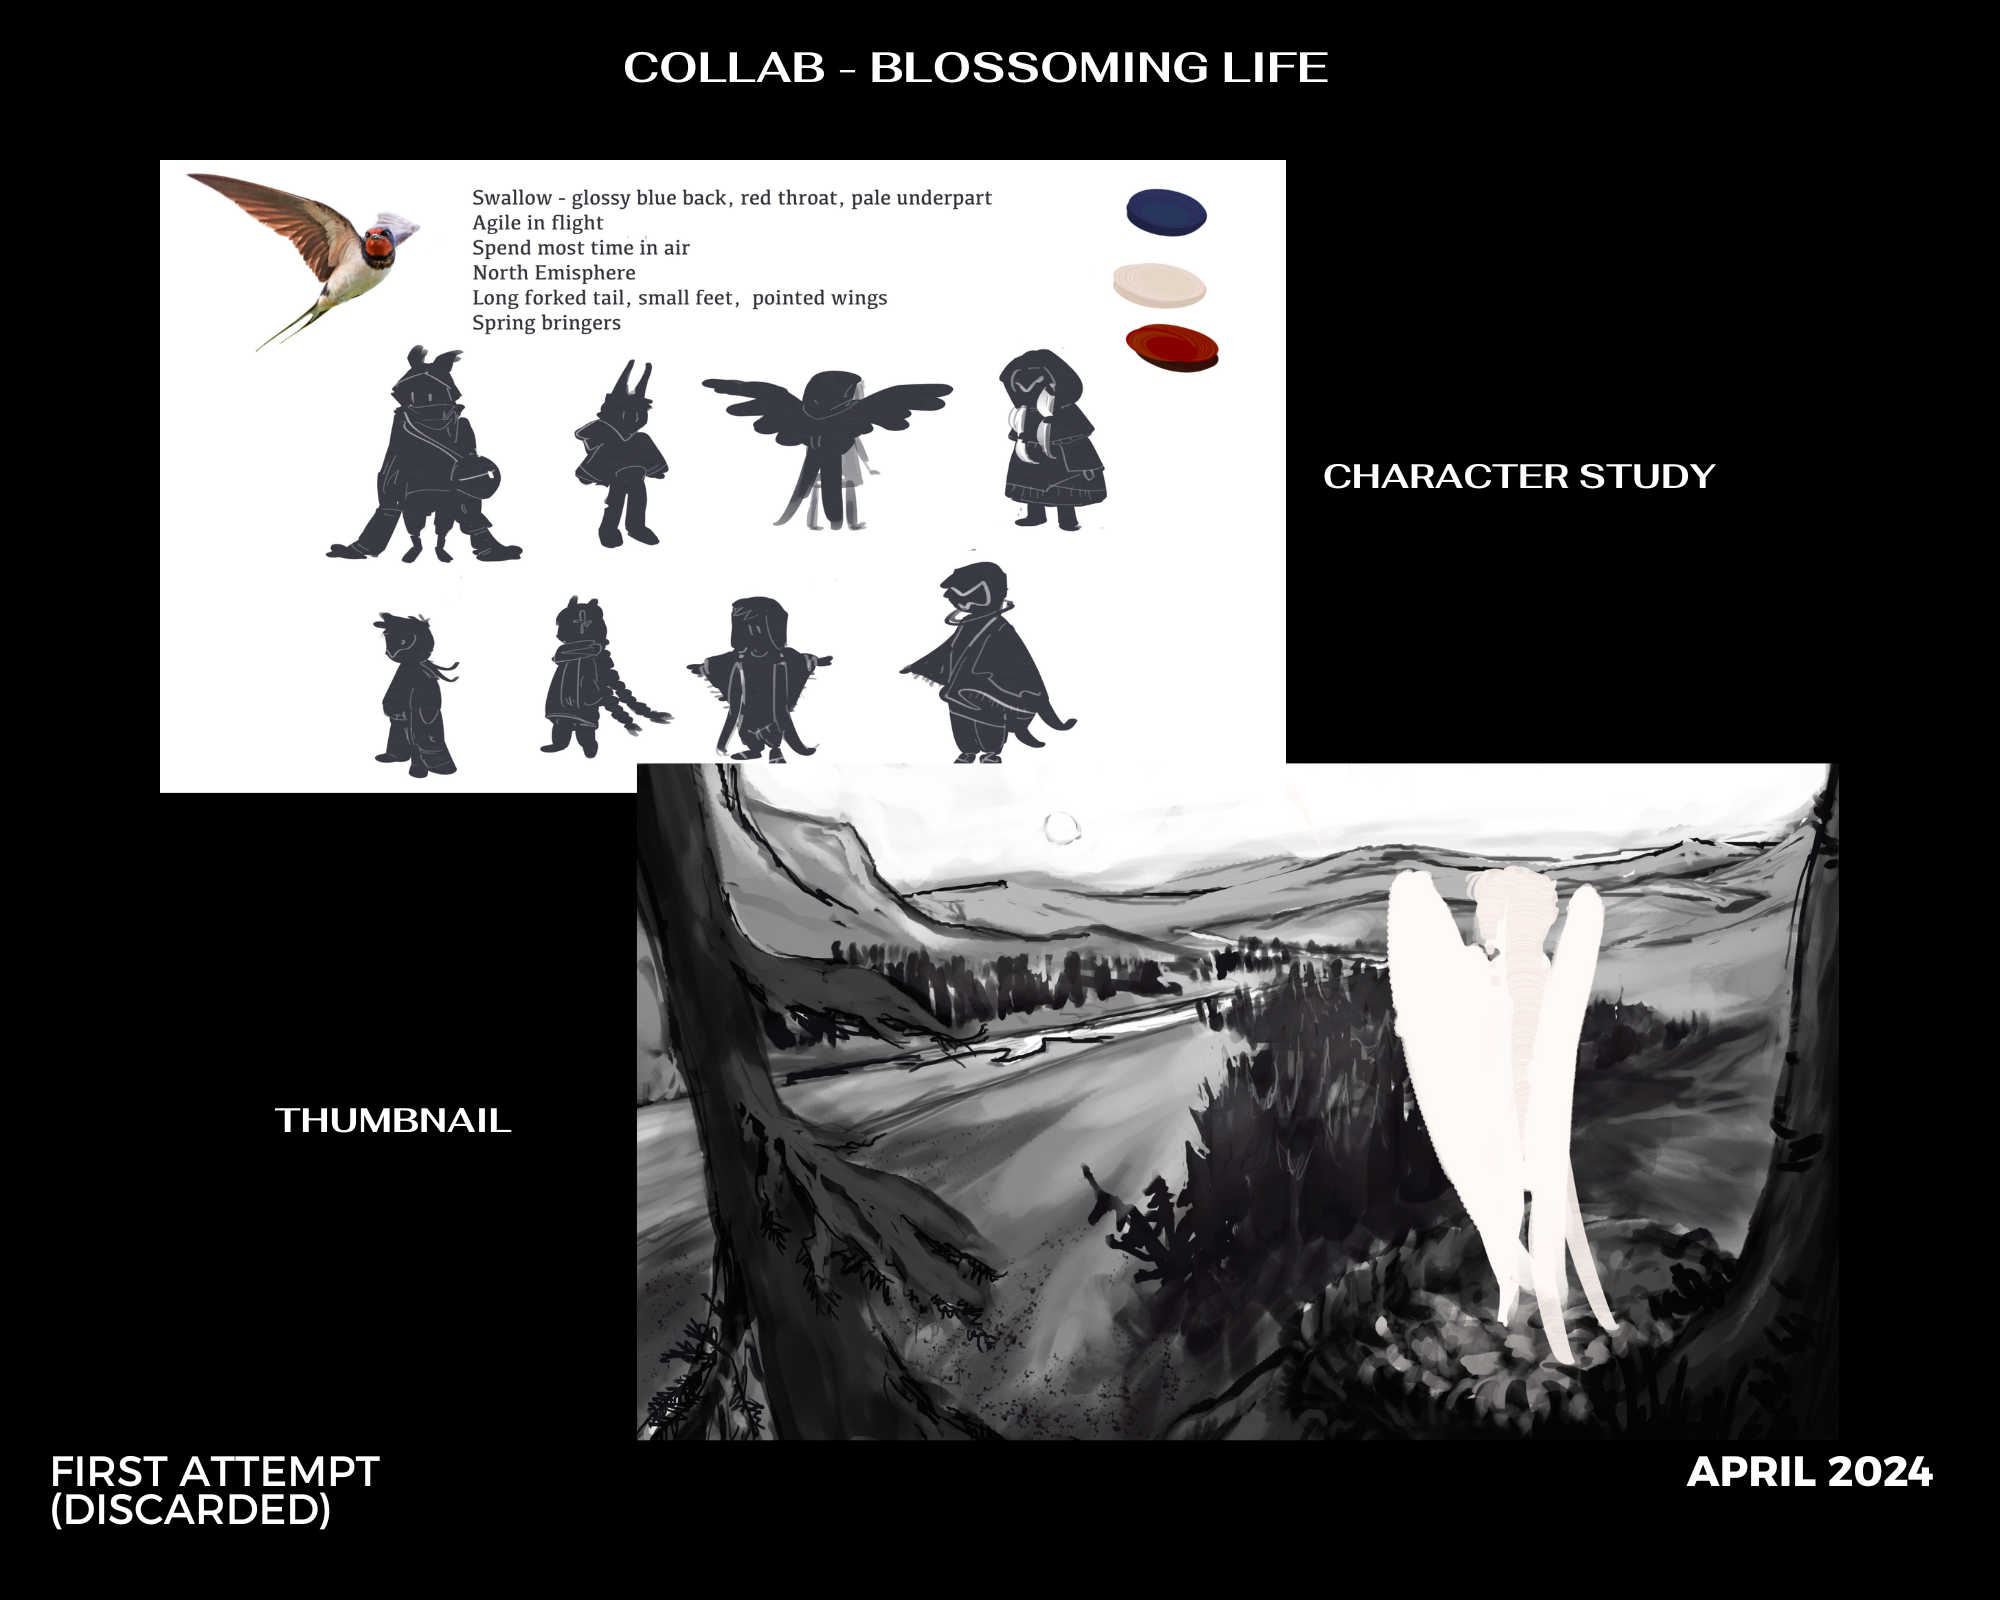 COLLAB - BLOSSOMING LIFE
Swallow - glossy blue back, red throat, pale underpart
Agile in flight
Spend most time in air
North Emisphere
Long forked tail, small feet,  pointed wings
Spring bringers
CHARACTER STUDY
THUMBNAIL
FIRST ATTEMPT
(DISCARDED)
APRIL 2024